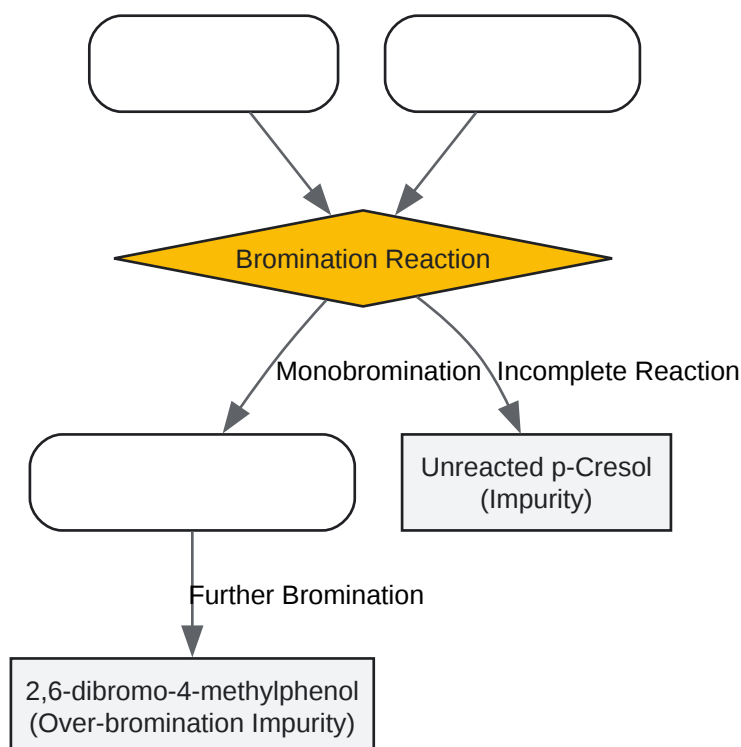 Bromination Reaction
Monobromination
Incomplete Reaction
Unreacted p-Cresol
(Impurity)
Further Bromination
2,6-dibromo-4-methylphenol
(Over-bromination Impurity)